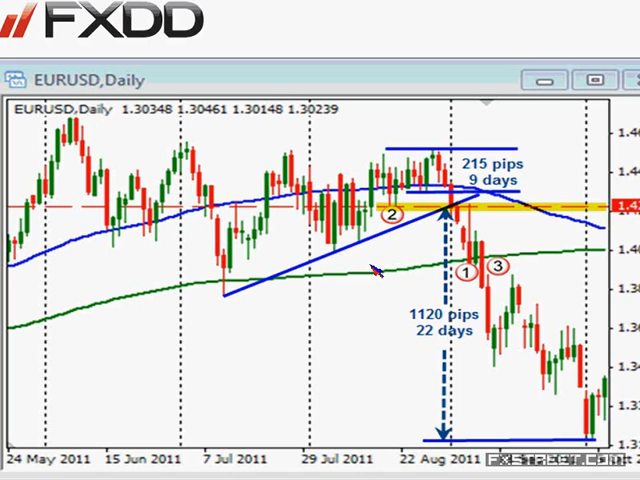 FXDD
EURUSD,Daily
EURUSD,Daily 1.30348 1.30461 1.30148 1.30239
215 pips
9 days
2
1
3
1120 pips
22 days
24 May 2011 15 Jun 2011 7 Jul 2011 29 Jul 2011 22 Aug 2011